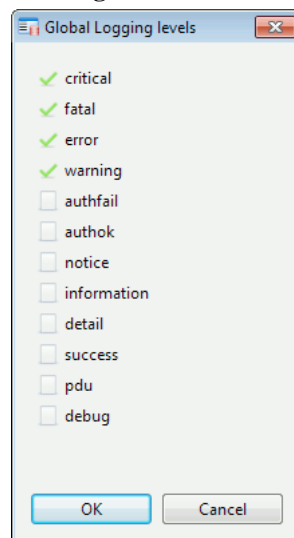 Global Logging levels
critical
fatal
error
warning
authfail
authok
notice
information
detail
success
pdu
debug
OK Cancel